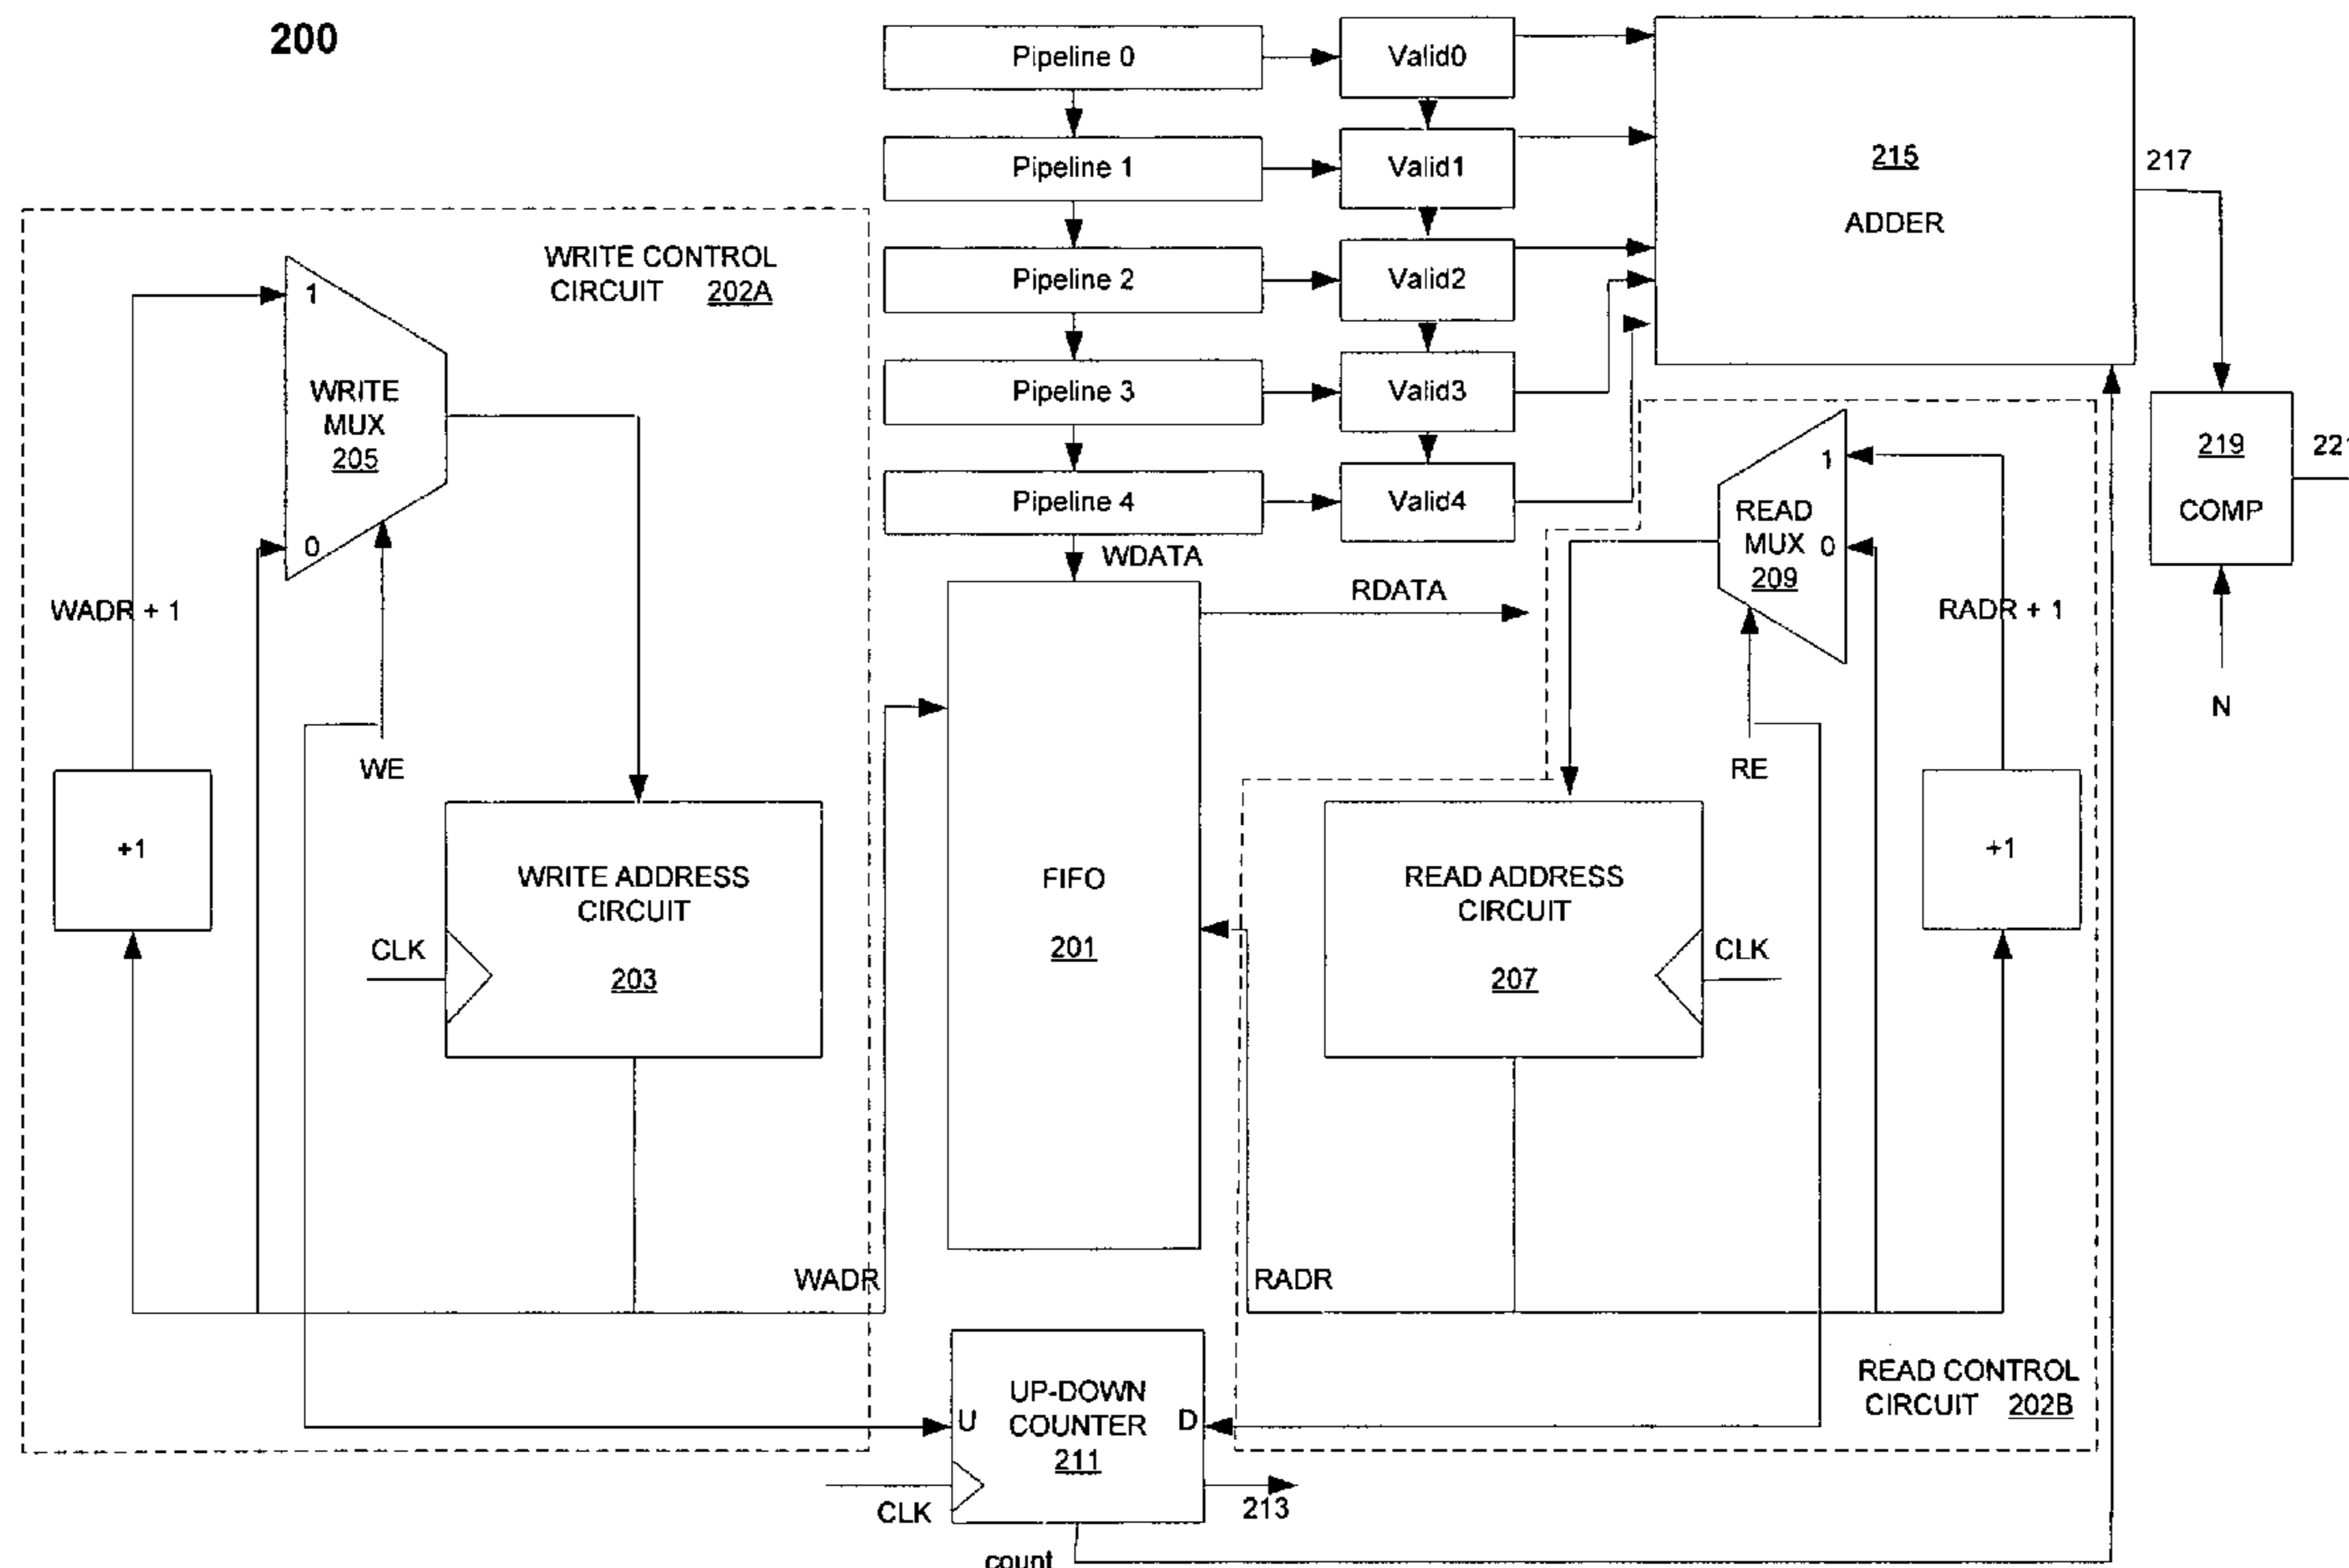 200
Pipeline 0
Valid0
Pipeline 1
Valid1
215
ADDER
217
Pipeline 2
Valid2
Pipeline 3
Valid3
Pipeline 4
Valid4
WRITE CONTROL
CIRCUIT 202A
1
WRITE
MUX
205
0
WADR + 1
WE
+1
WRITE ADDRESS
CIRCUIT
203
CLK
WADR
WDATA
RDATA
FIFO
201
1
READ
MUX 0
209
RADR + 1
RE
+1
READ ADDRESS
CIRCUIT
207
CLK
RADR
219
COMP
221
N
READ CONTROL
CIRCUIT 202B
UP-DOWN
U COUNTER D
211
CLK
213
count